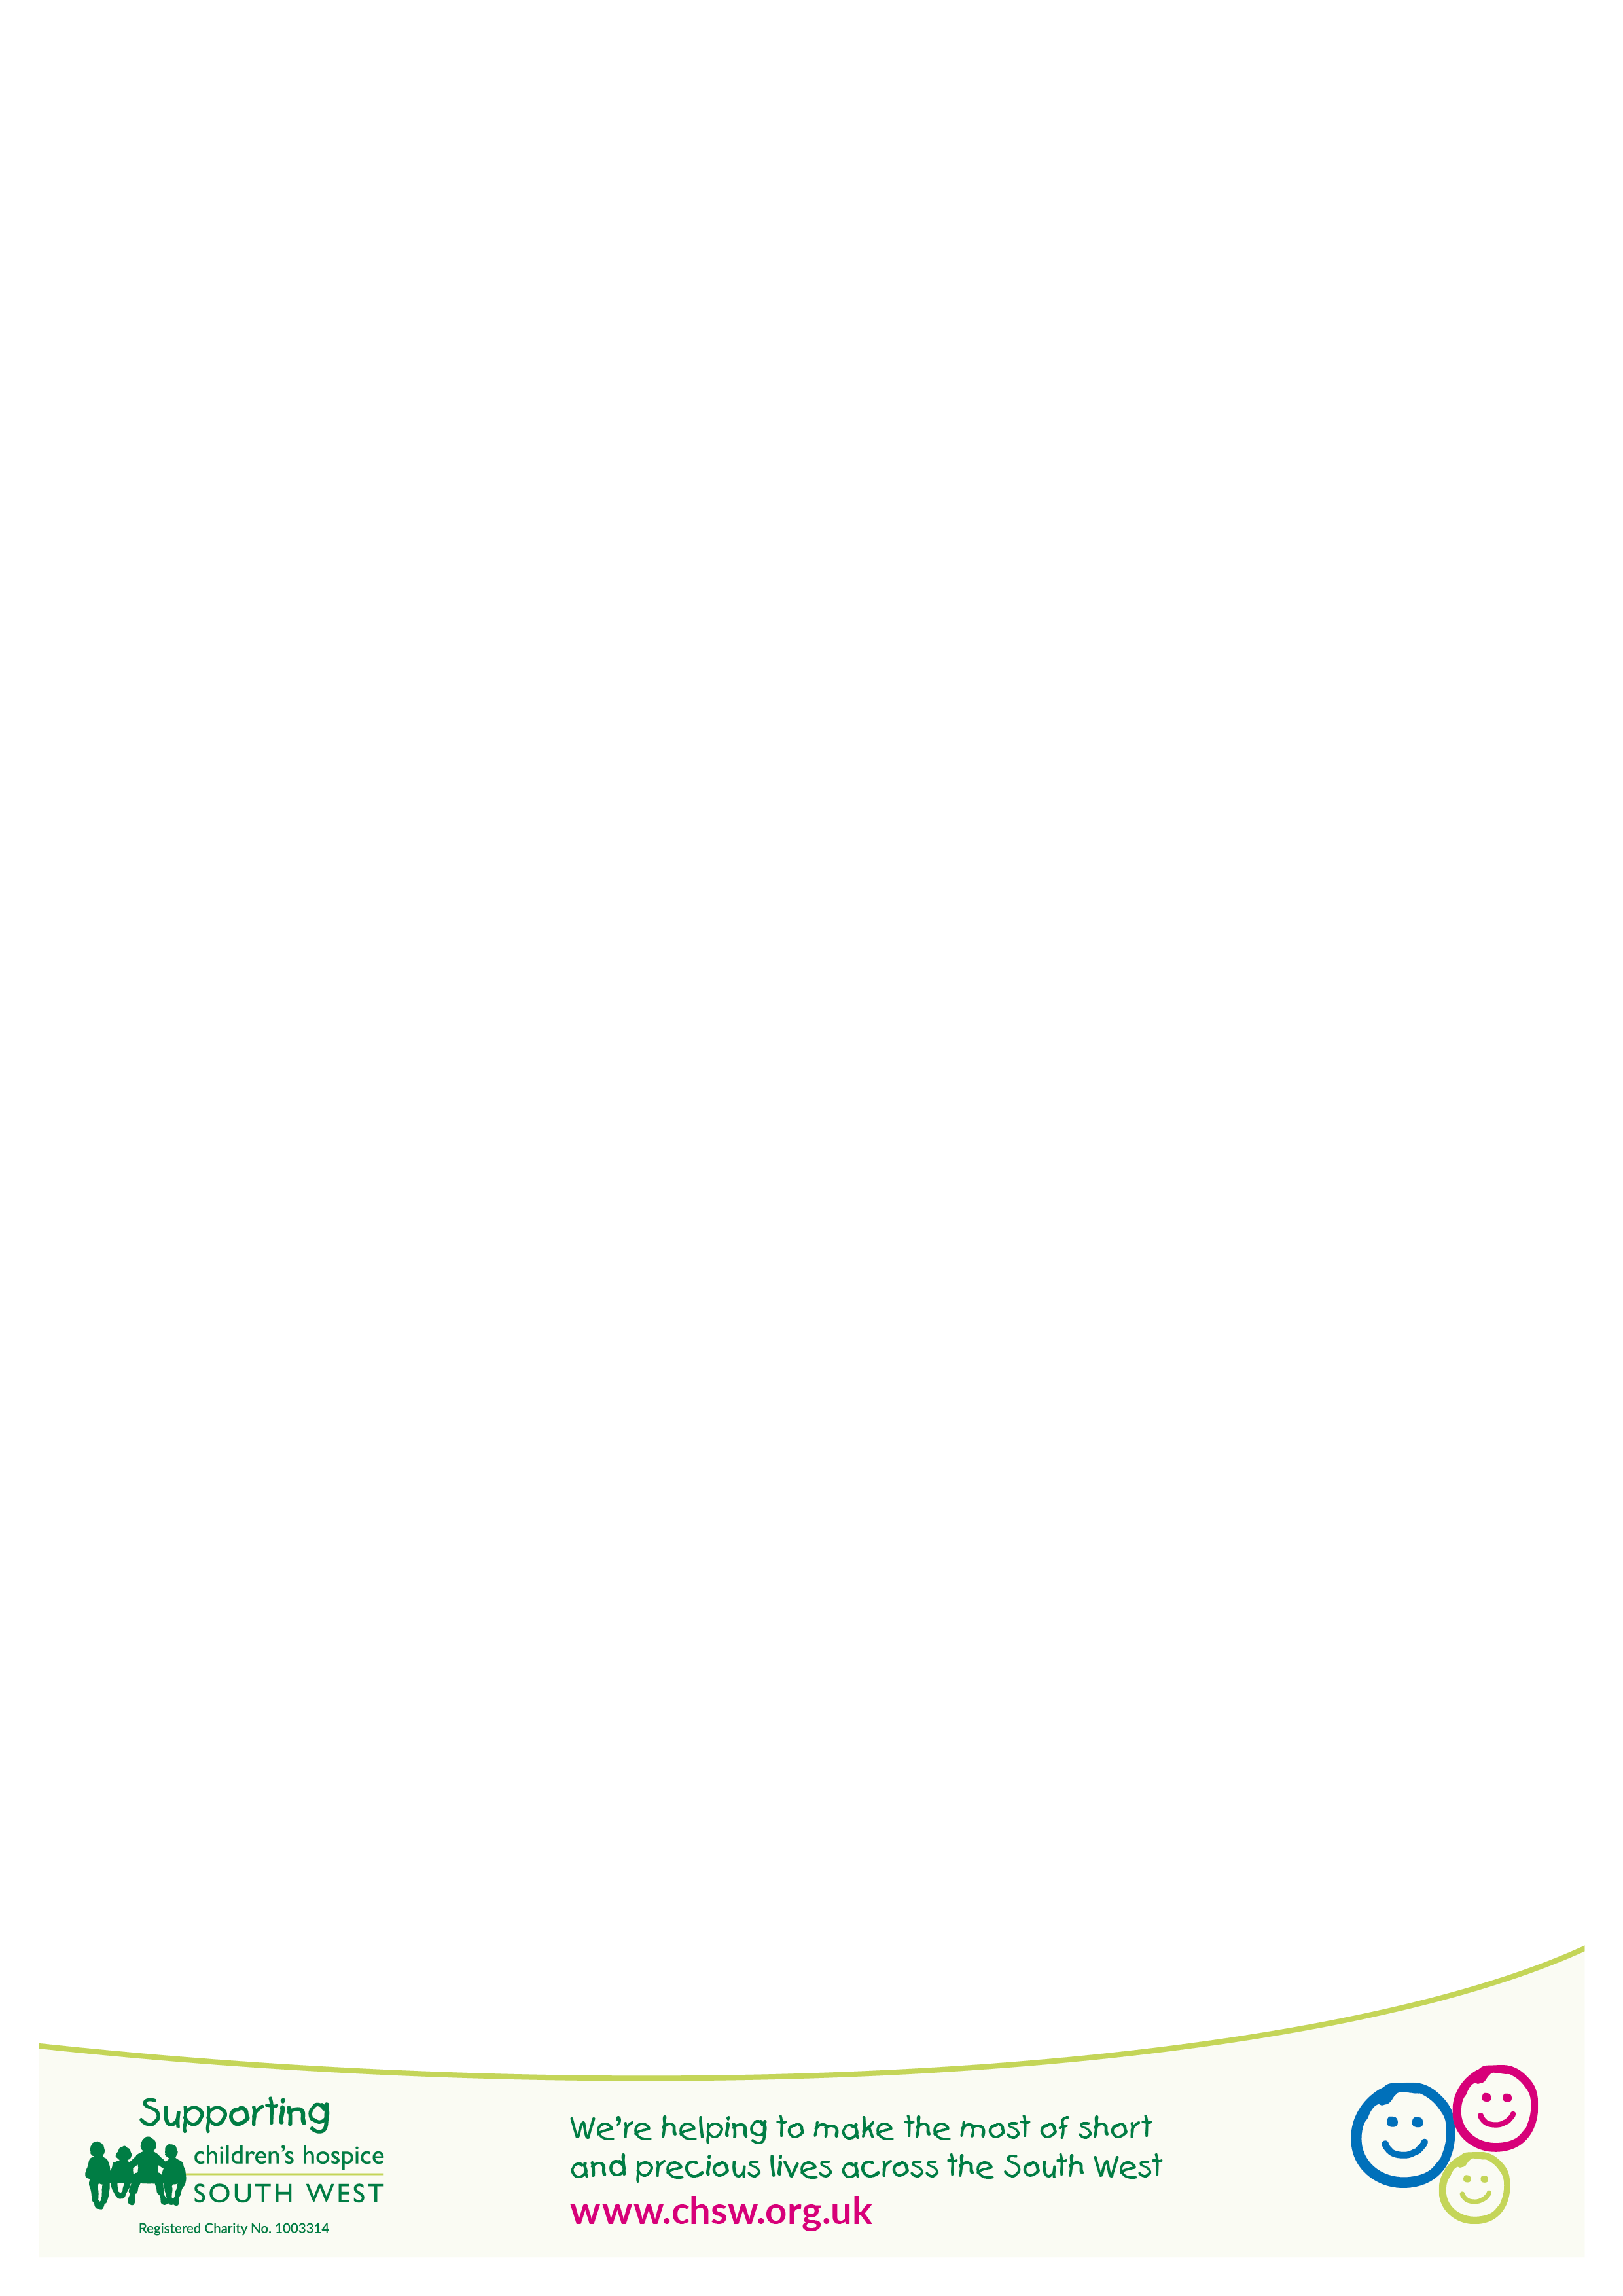 Supporting
children’s hospice
SOUTH WEST
Registered Charity No. 1003314
We’re helping to make the most of short
and precious lives across the South West
www.chsw.org.uk